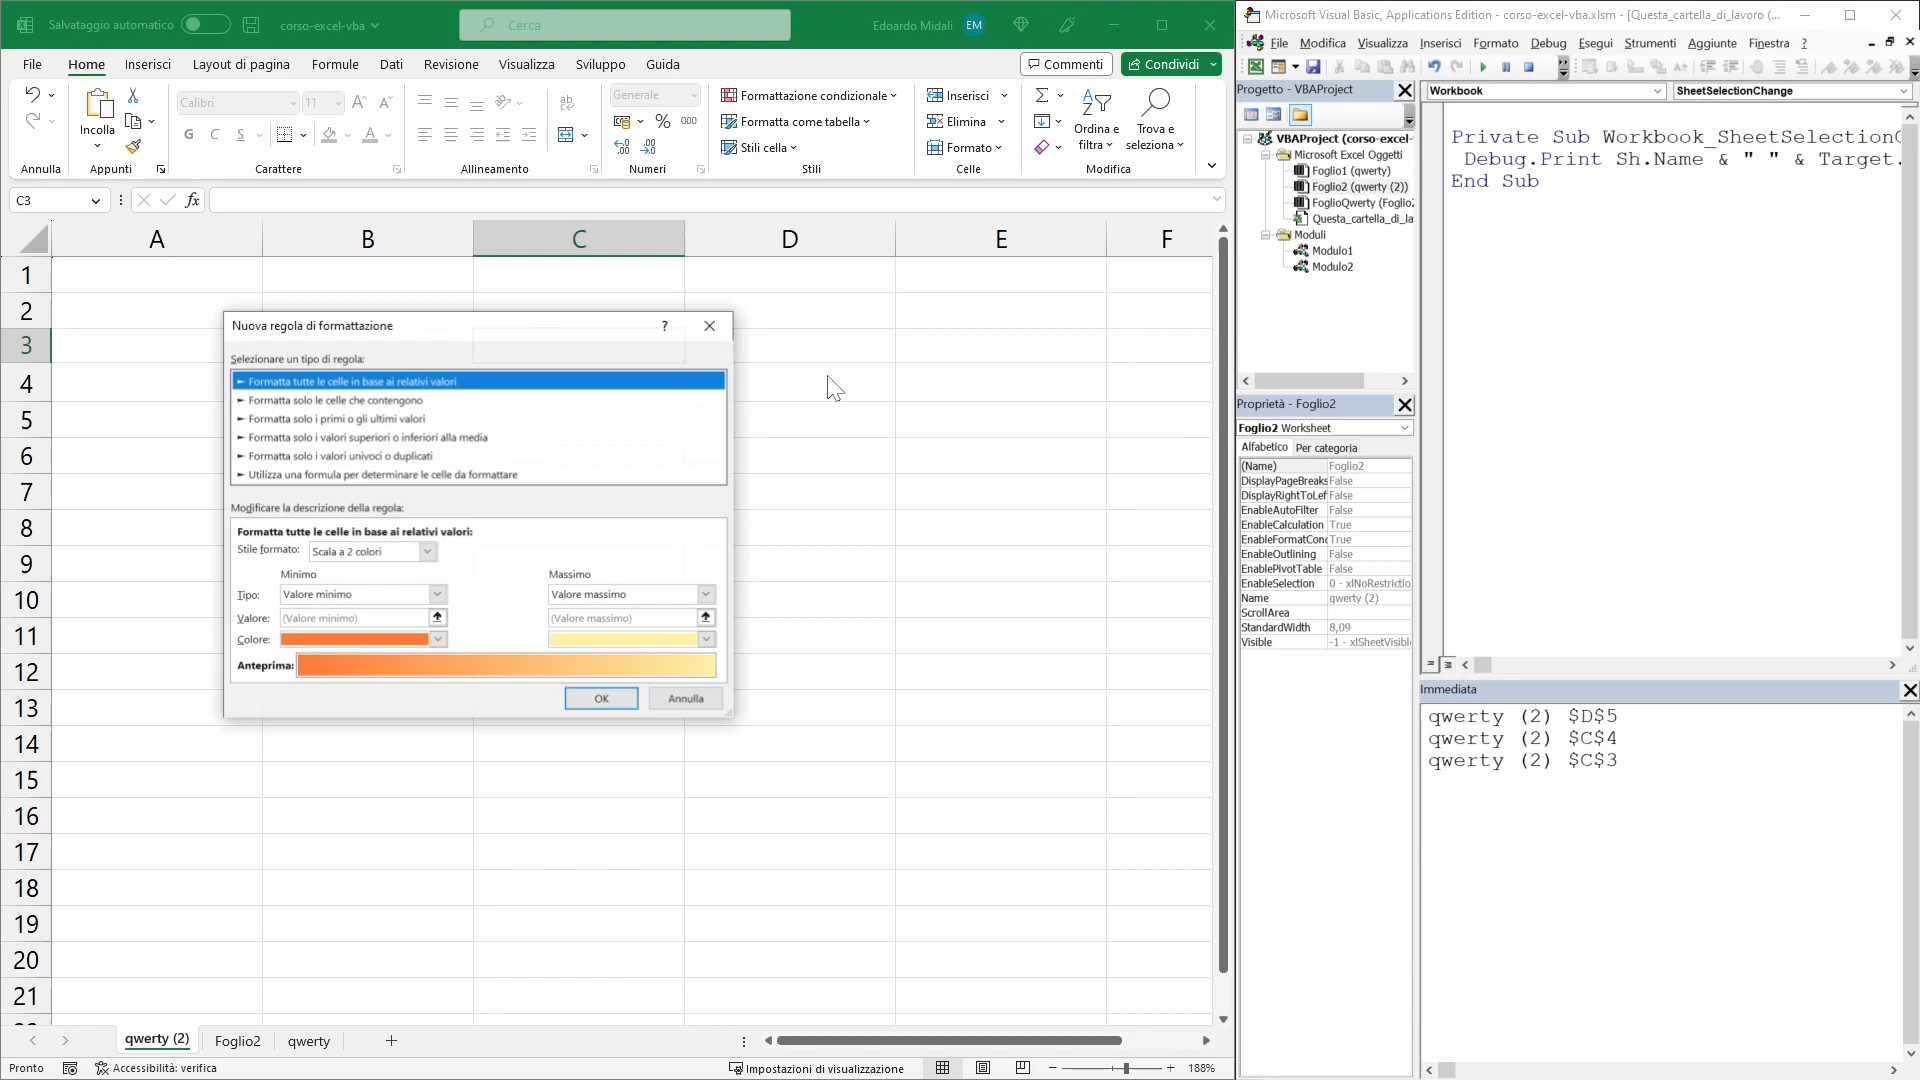 Salvataggio automatico
corso-excel-vba
Cerca
Edoardo Midali
EM
File Home Inserisci Layout di pagina Formule Dati Revisione Visualizza Sviluppo Guida
Commenti
Condividi
Incolla
Calibri
11
G C S
Generale
Formattazione condizionale
Formatta come tabella
Stili cella
Inserisci
Elimina
Formato
Ordina e
filtra
Trova e
seleziona
Annulla Appunti Carattere Allineamento Numeri Stili Celle Modifica
C3
fx
A B C D E F
1
2
3
4
5
6
7
8
9
10
11
12
13
14
15
16
17
18
19
20
21
Nuova regola di formattazione
?
Selezionare un tipo di regola:
► Formatta tutte le celle in base ai relativi valori
► Formatta solo le celle che contengono
► Formatta solo i primi o gli ultimi valori
► Formatta solo i valori superiori o inferiori alla media
► Formatta solo i valori univoci o duplicati
► Utilizza una formula per determinare le celle da formattare
Modificare la descrizione della regola:
Formatta tutte le celle in base ai relativi valori:
Stile formato: Scala a 2 colori
Minimo Massimo
Tipo: Valore minimo Valore massimo
Valore: (Valore minimo) (Valore massimo)
Colore:
Anteprima:
OK Annulla
qwerty (2) Foglio2 qwerty
Pronto
Accessibilità: verifica
Impostazioni di visualizzazione
188%
Microsoft Visual Basic, Applications Edition - corso-excel-vba.xlsm - [Questa_cartella_di_lavoro (...
File Modifica Visualizza Inserisci Formato Debug Esegui Strumenti Aggiunte Finestra ?
Progetto - VBAProject
VBAProject (corso-excel-
Microsoft Excel Oggetti
Foglio1 (qwerty)
Foglio2 (qwerty (2))
FoglioQwerty (Foglio2
Questa_cartella_di_la
Moduli
Modulo1
Modulo2
Proprietà - Foglio2
Foglio2 Worksheet
Alfabetico Per categoria
(Name) Foglio2
DisplayPageBreaks False
DisplayRightToLef False
EnableAutoFilter False
EnableCalculation True
EnableFormatCon True
EnableOutlining False
EnablePivotTable False
EnableSelection 0 - xlNoRestrictio
Name qwerty (2)
ScrollArea
StandardWidth 8,09
Visible -1 - xlSheetVisibl
Workbook
SheetSelectionChange
Private Sub Workbook_SheetSelectionC
Debug.Print Sh.Name & " " & Target.
End Sub
Immediata
qwerty (2) $D$5
qwerty (2) $C$4
qwerty (2) $C$3